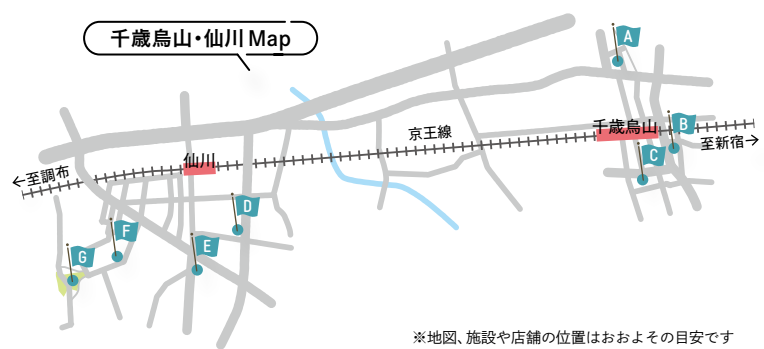 千歳烏山・仙川 Map
A
千歳烏山
B
京王線
至新宿→
仙川
C
←至調布
D
F
E
G
※地図、施設や店舗の位置はおおよその目安です